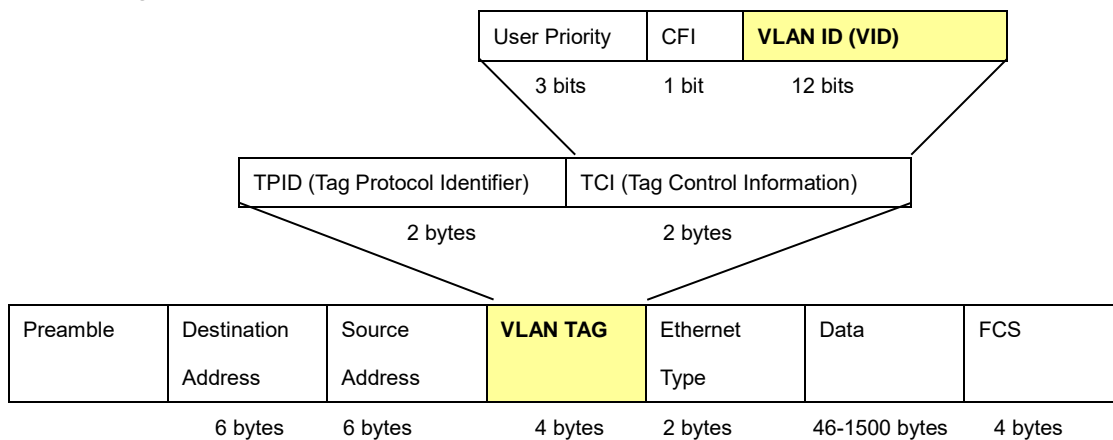 User Priority CFI VLAN ID (VID)
3 bits 1 bit 12 bits
TPID (Tag Protocol Identifier) TCI (Tag Control Information)
2 bytes 2 bytes
Preamble Destination Address Source Address VLAN TAG Ethernet Type Data FCS
6 bytes 6 bytes 4 bytes 2 bytes 46-1500 bytes 4 bytes